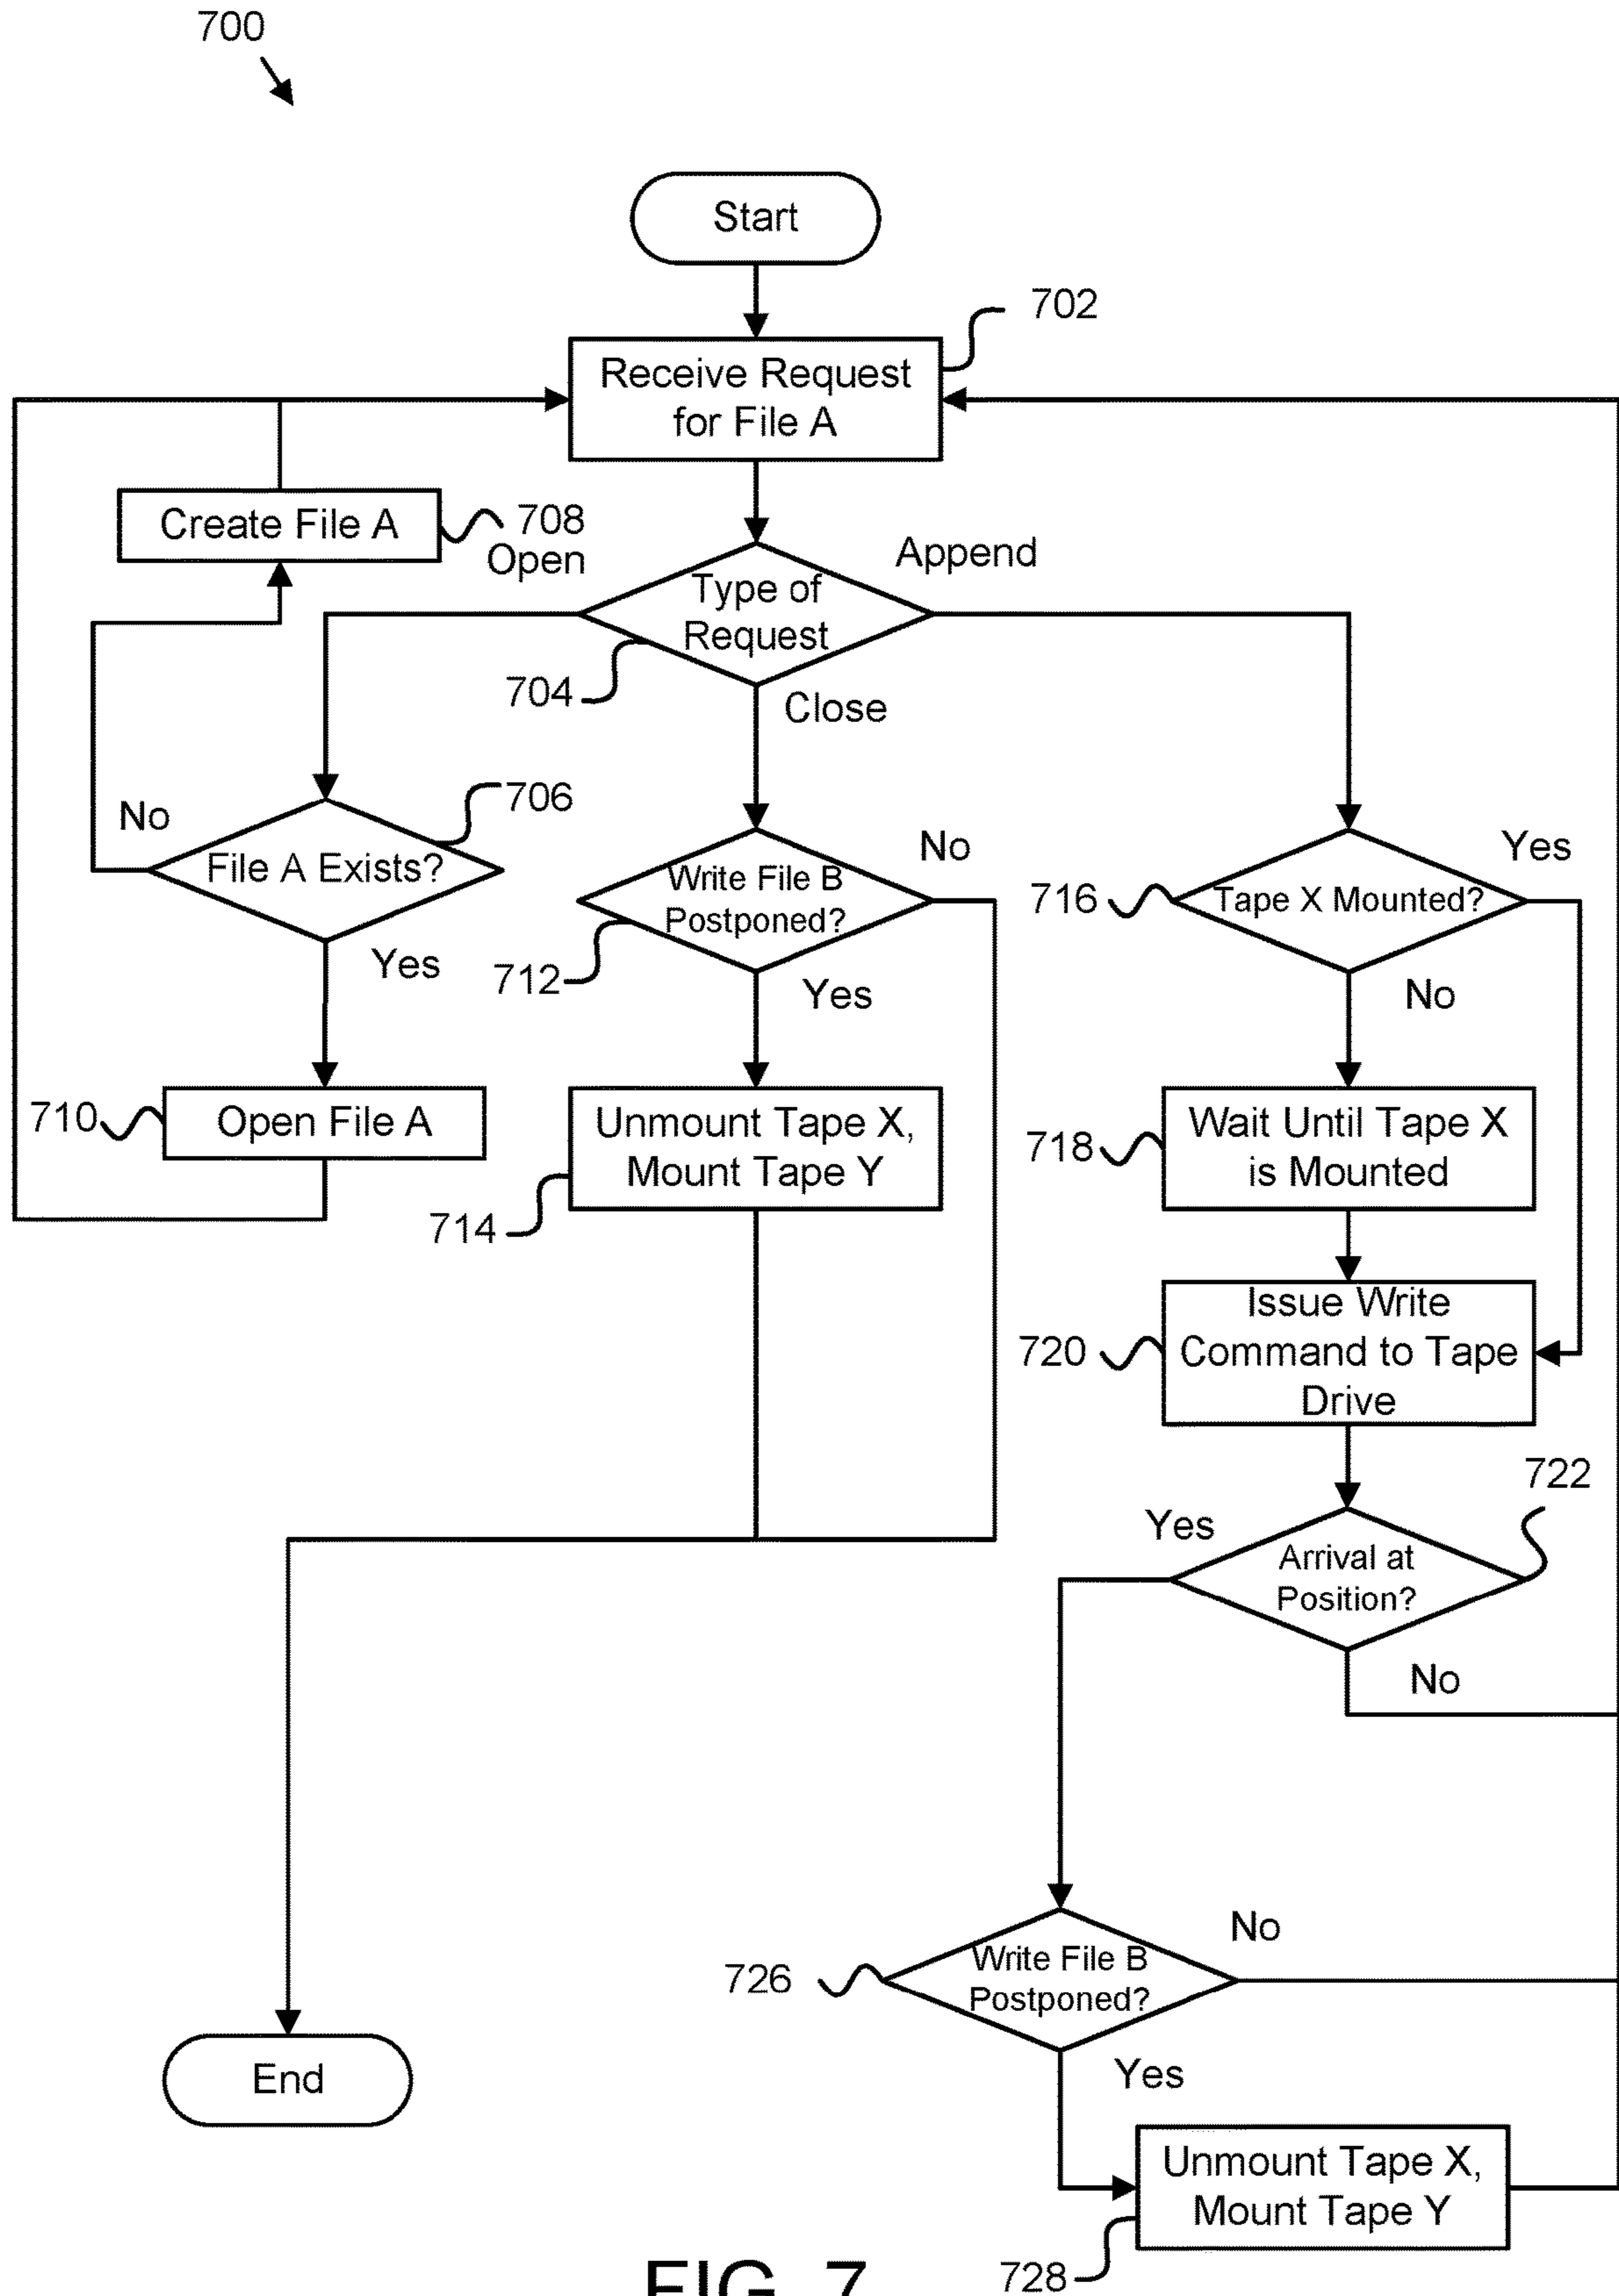 700
Start
702
Receive Request
for File A
Create File A
708
Open
Append
Type of
Request
704
Close
706
No
File A Exists?
Yes
710
Open File A
No
Write File B
Postponed?
712
Yes
Unmount Tape X,
Mount Tape Y
714
Yes
716
Tape X Mounted?
No
718
Wait Until Tape X
is Mounted
720
Issue Write
Command to Tape
Drive
722
Yes
Arrival at
Position?
No
No
726
Write File B
Postponed?
Yes
End
Unmount Tape X,
Mount Tape Y
728
FIG. 7